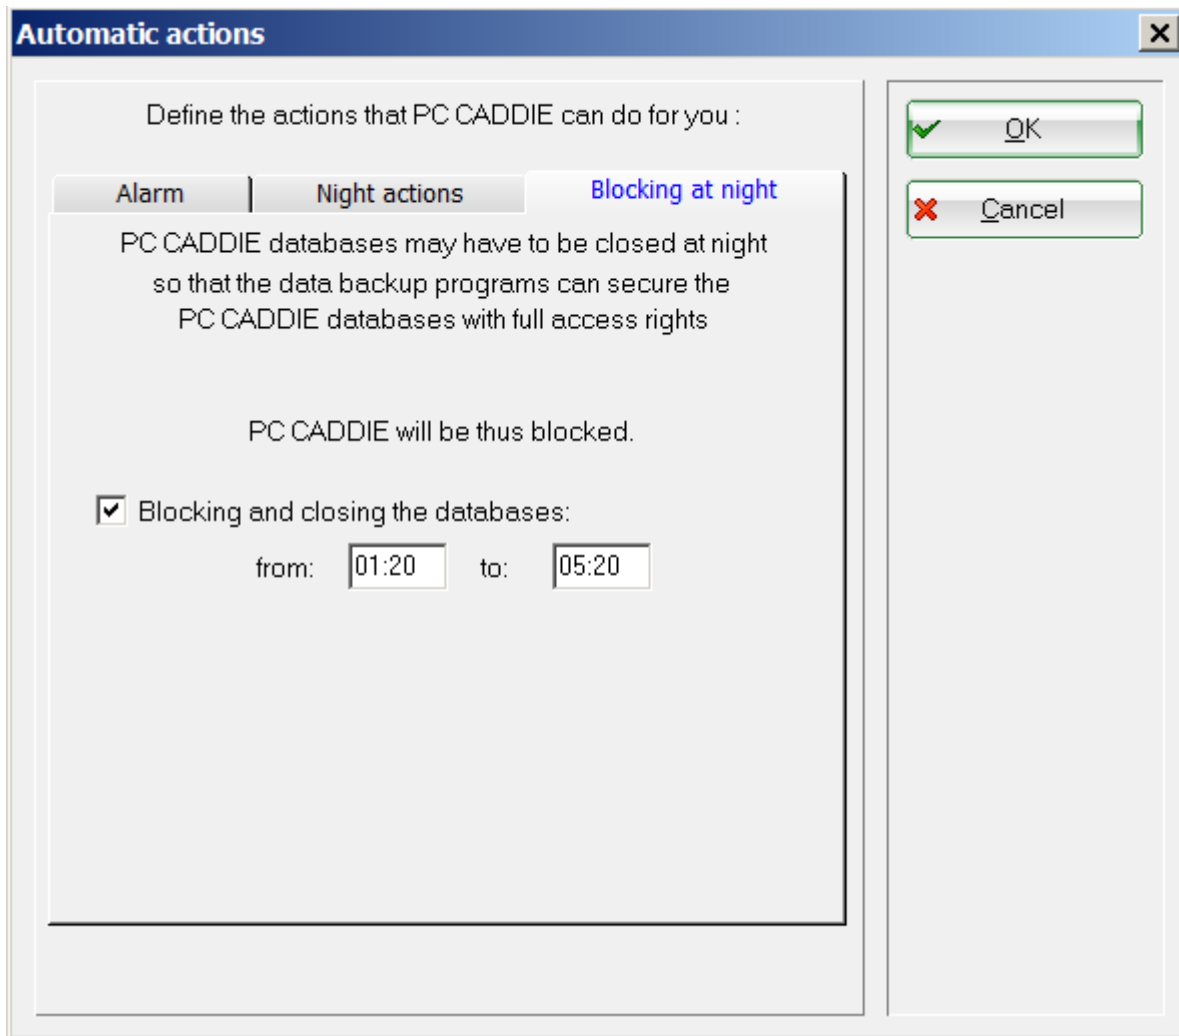 Automatic actions
Define the actions that PC CADDIE can do for you :
OK
Cancel
Alarm
Night actions
Blocking at night
PC CADDIE databases may have to be closed at night
so that the data backup programs can secure the
PC CADDIE databases with full access rights
PC CADDIE will be thus blocked.
Blocking and closing the databases:
from: 01:20 to: 05:20